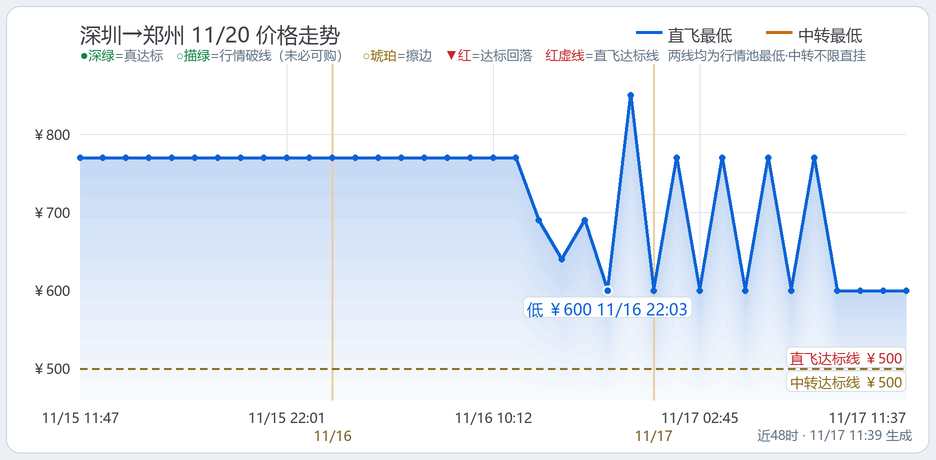 深圳→郑州 11/20 价格走势
直飞最低 中转最低
●深绿=真达标 ○描绿=行情破线（未必可购） ○琥珀=擦边 ▼红=达标回落 红虚线=直飞达标线 两线均为行情池最低·中转不限直挂
￥800
￥700
￥600
￥500
低 ￥600 11/16 22:03
直飞达标线 ￥500
中转达标线 ￥500
11/15 11:47 11/15 22:01 11/16 10:12 11/17 02:45 11/17 11:37
11/16 11/17
近48时 · 11/17 11:39 生成